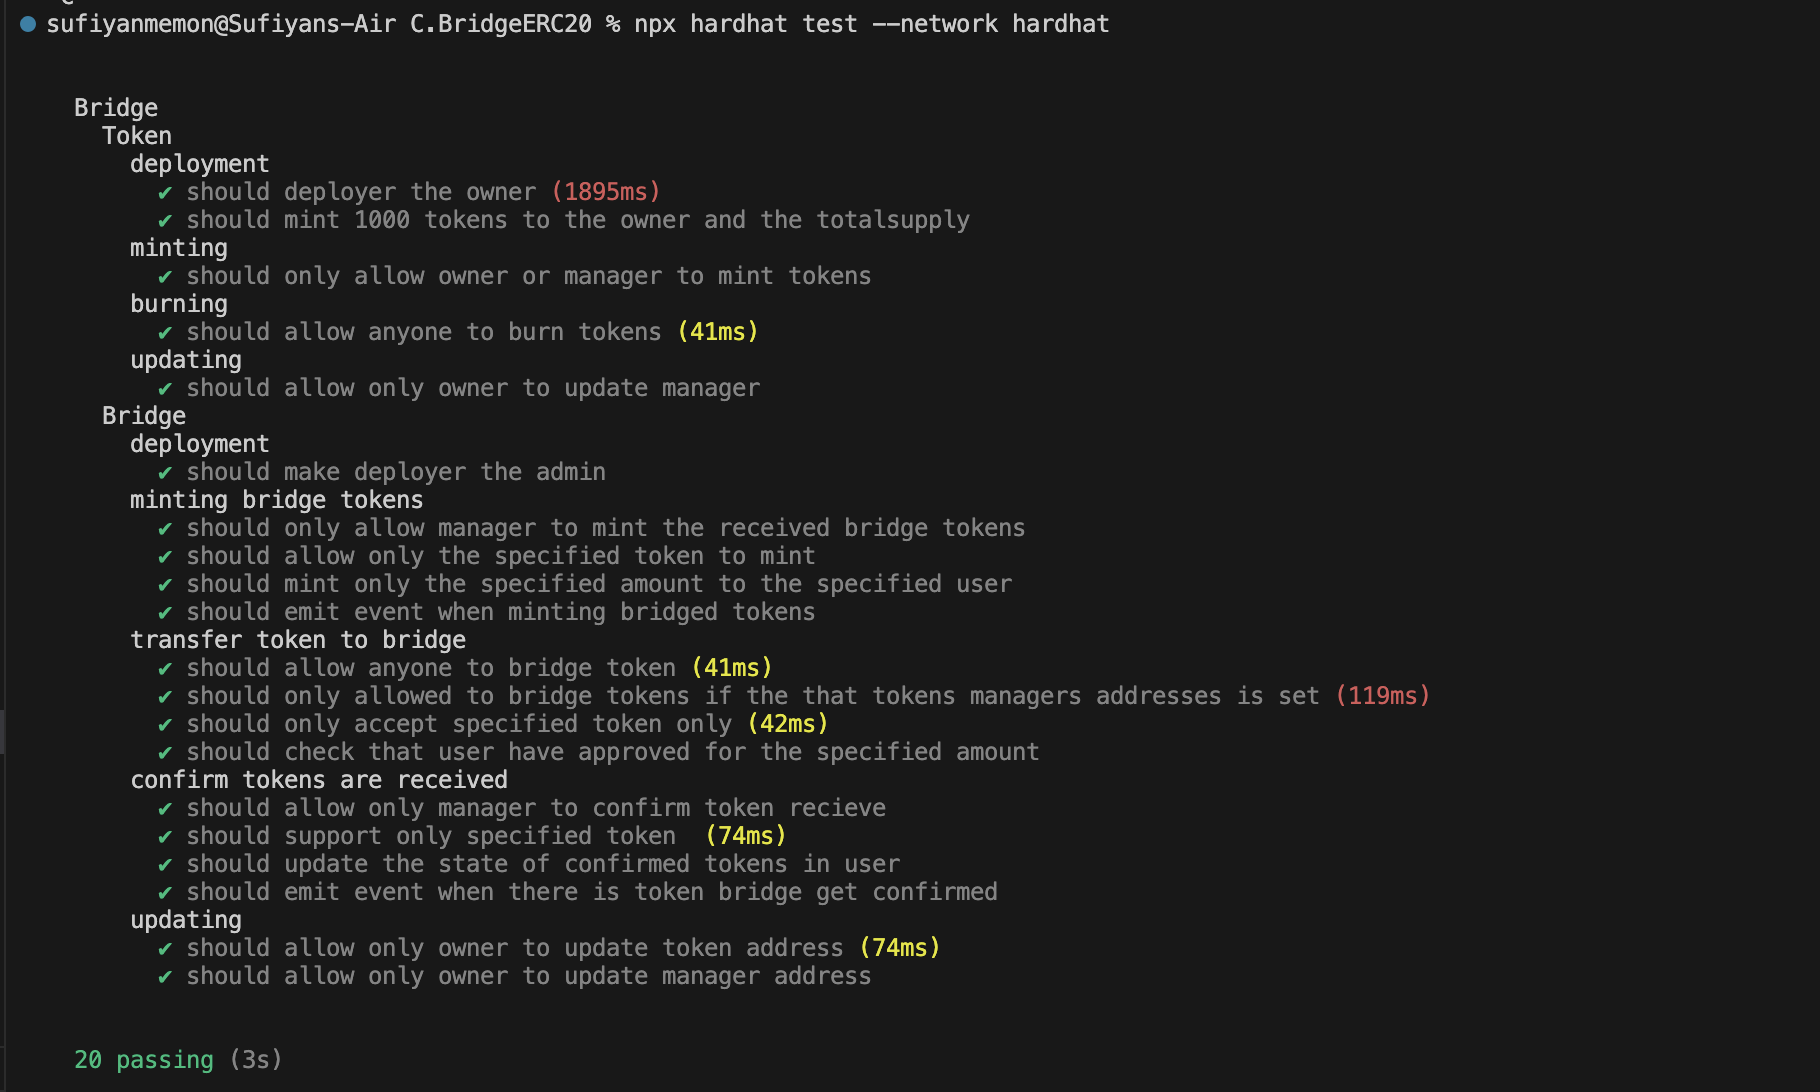 sufiyanmemon@Sufiyans-Air C.BridgeERC20 % npx hardhat test --network hardhat
Bridge
Token
deployment
✔ should deployer the owner (1895ms)
✔ should mint 1000 tokens to the owner and the totalsupply
minting
✔ should only allow owner or manager to mint tokens
burning
✔ should allow anyone to burn tokens (41ms)
updating
✔ should allow only owner to update manager
Bridge
deployment
✔ should make deployer the admin
minting bridge tokens
✔ should only allow manager to mint the received bridge tokens
✔ should allow only the specified token to mint
✔ should mint only the specified amount to the specified user
✔ should emit event when minting bridged tokens
transfer token to bridge
✔ should allow anyone to bridge token (41ms)
✔ should only allowed to bridge tokens if the that tokens managers addresses is set (119ms)
✔ should only accept specified token only (42ms)
✔ should check that user have approved for the specified amount
confirm tokens are received
✔ should allow only manager to confirm token recieve
✔ should support only specified token  (74ms)
✔ should update the state of confirmed tokens in user
✔ should emit event when there is token bridge get confirmed
updating
✔ should allow only owner to update token address (74ms)
✔ should allow only owner to update manager address
20 passing (3s)